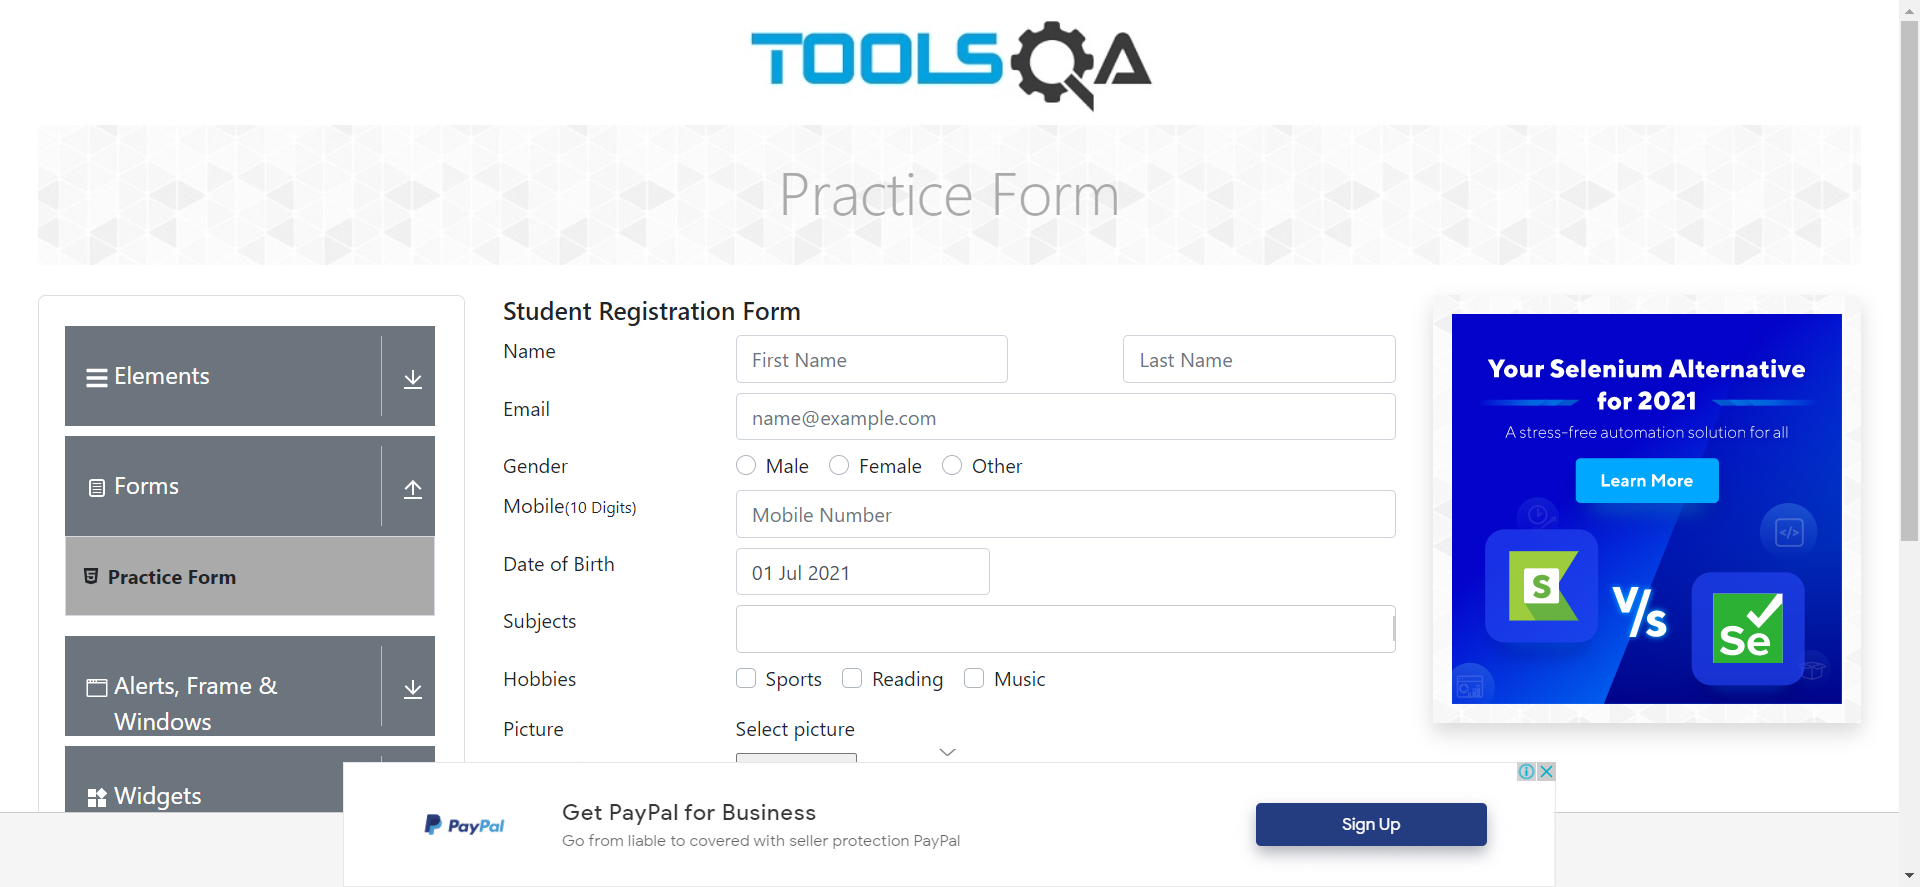 TOOLSQA
Practice Form
Elements
Forms
Practice Form
Alerts, Frame &
Windows
Widgets
Student Registration Form
Name
First Name
Last Name
Email
name@example.com
Gender
Male
Female
Other
Mobile(10 Digits)
Mobile Number
Date of Birth
01 Jul 2021
Subjects
Hobbies
Sports
Reading
Music
Picture
Select picture
Your Selenium Alternative
for 2021
A stress-free automation solution for all
Learn More
S
V/s
Se
PayPal
Get PayPal for Business
Go from liable to covered with seller protection PayPal
Sign Up